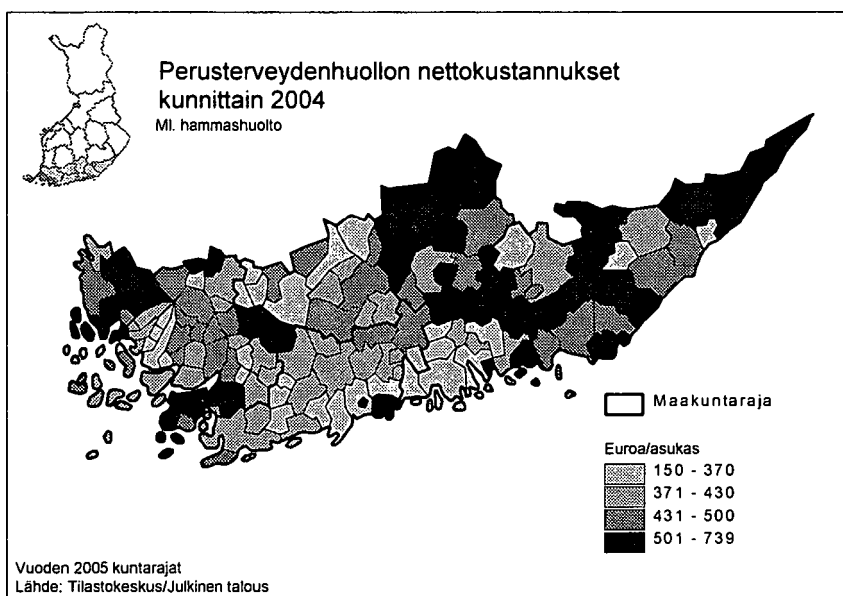 Perusterveydenhuollon nettokustannukset
kunnittain 2004
Ml. hammashuolto
Maakuntaraja
Euroa/asukas
150 - 370
371 - 430
431 - 500
501 - 739
Vuoden 2005 kuntarajat
Lähde: Tilastokeskus/Julkinen talous